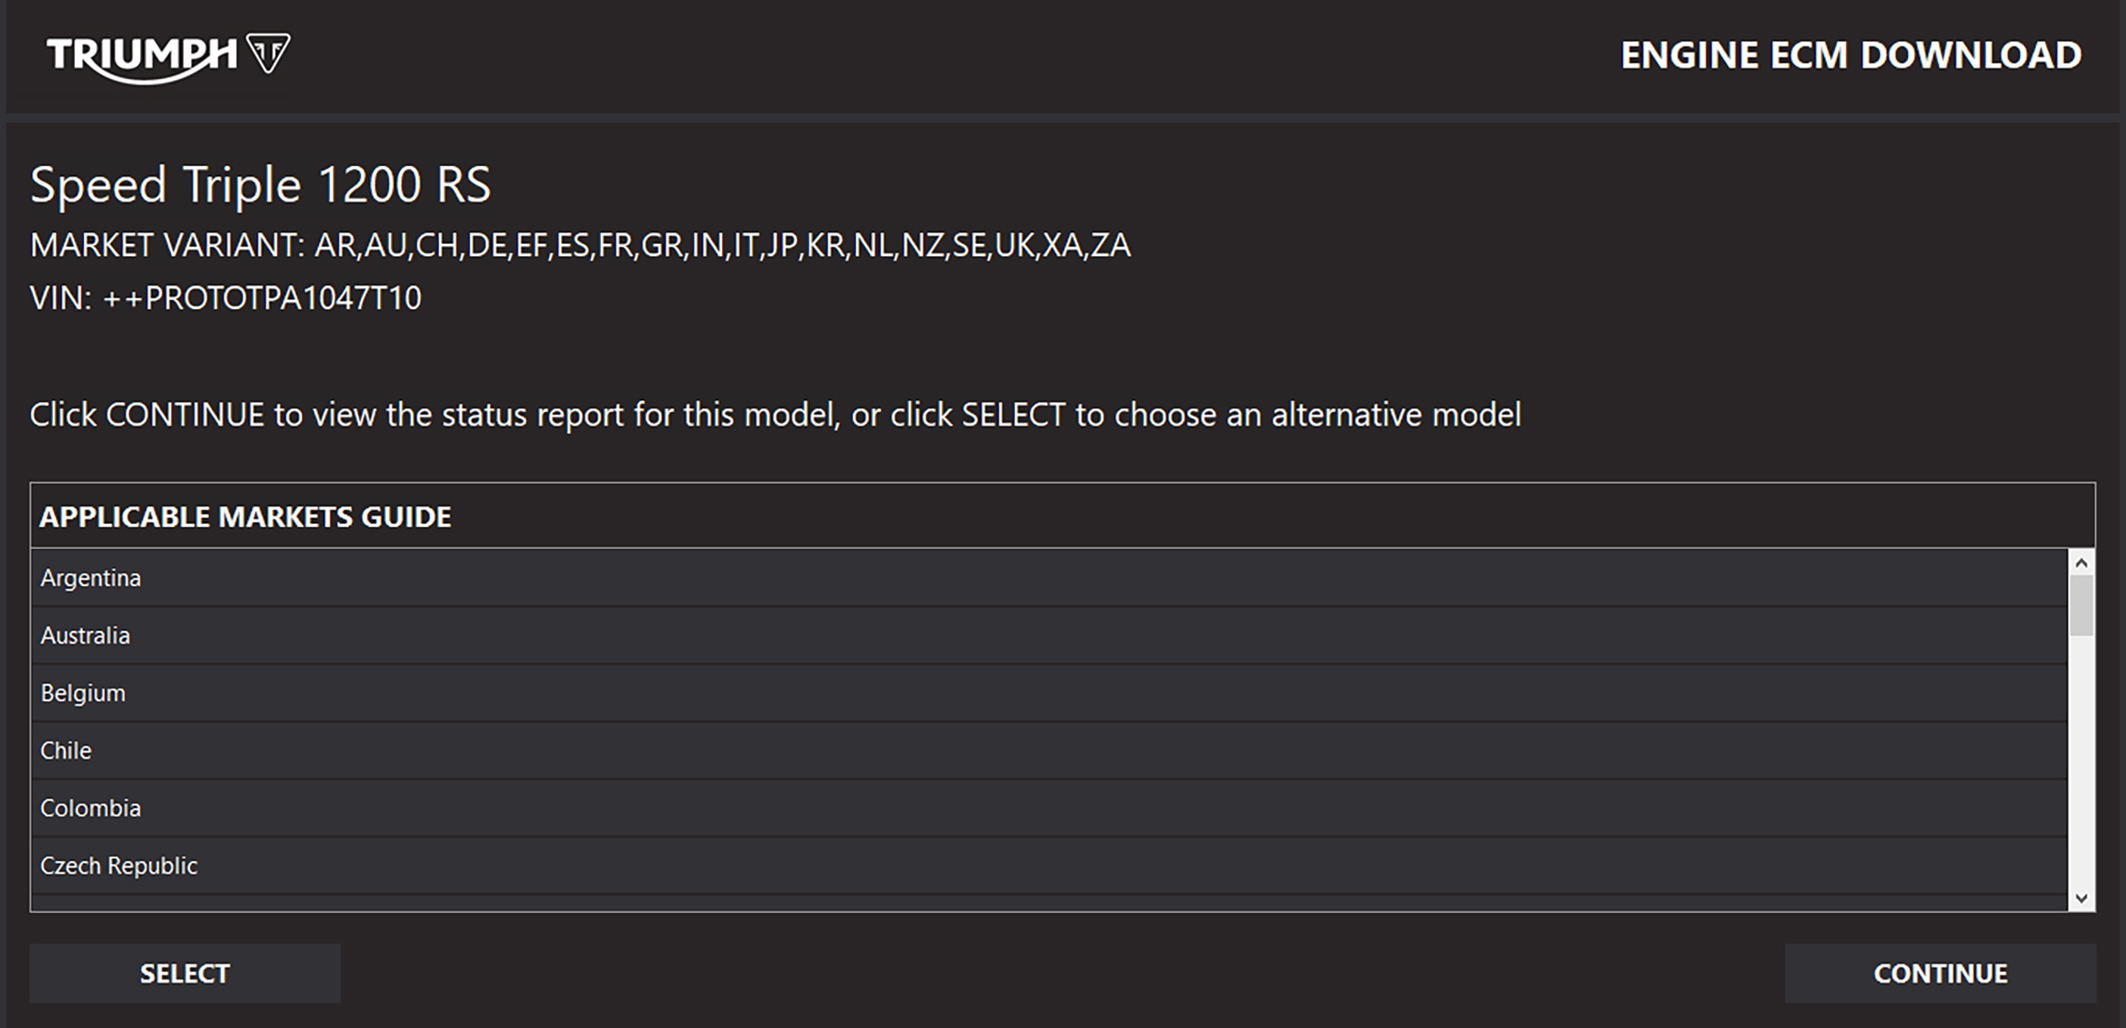 TRIUMPH
ENGINE ECM DOWNLOAD
Speed Triple 1200 RS
MARKET VARIANT: AR,AU,CH,DE,EF,ES,FR,GR,IN,IT,JP,KR,NL,NZ,SE,UK,XA,ZA
VIN: ++PROTOTPA1047T10
Click CONTINUE to view the status report for this model, or click SELECT to choose an alternative model
APPLICABLE MARKETS GUIDE
Argentina
Australia
Belgium
Chile
Colombia
Czech Republic
SELECT
CONTINUE